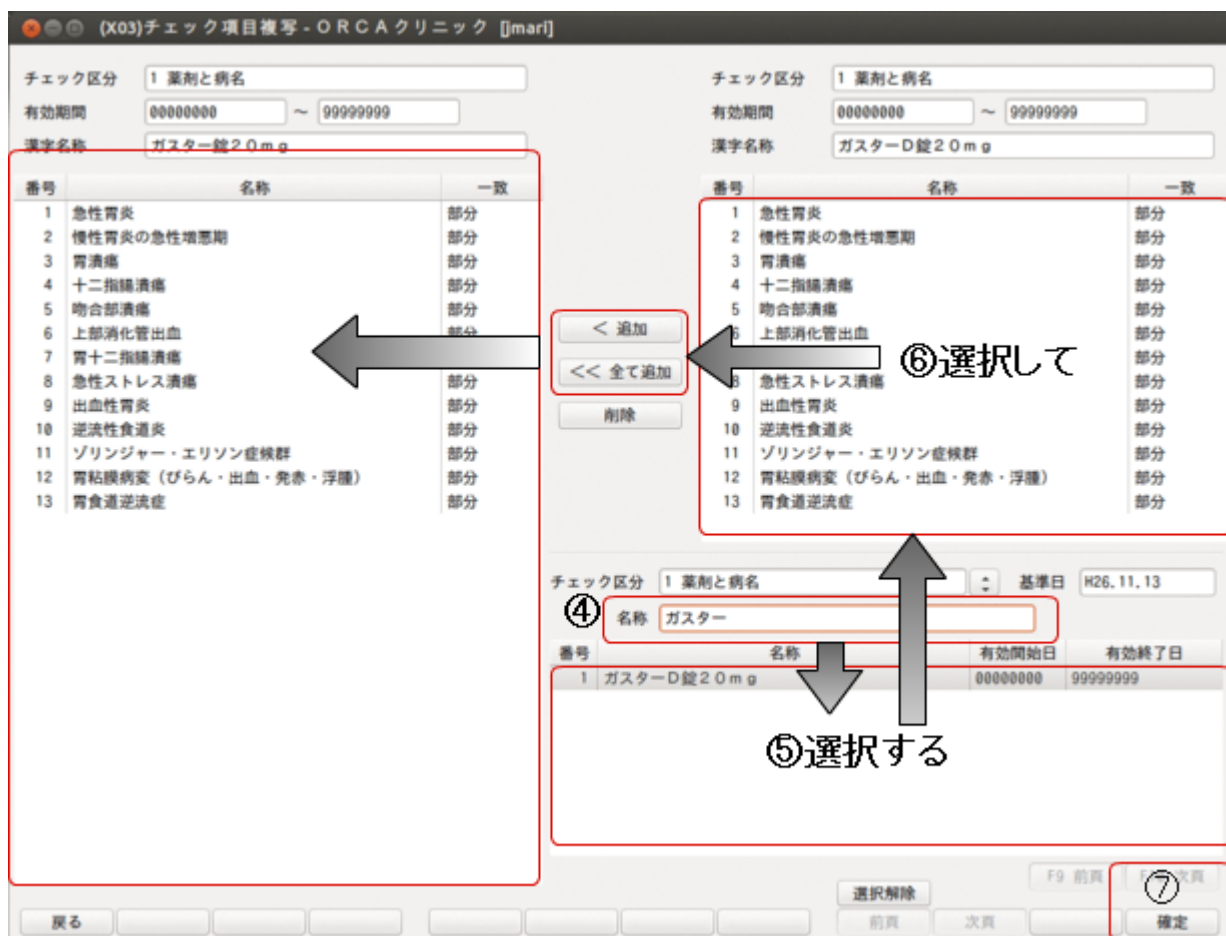 (X03)チェック項目複写-ORCAクリニック [jmari]
チェック区分 1 薬剤と病名
有効期間 00000000 ～ 99999999
漢字名称 ガスター錠20mg
番号 名称 一致
1 急性胃炎 部分
2 慢性胃炎の急性増悪期 部分
3 胃潰瘍 部分
4 十二指腸潰瘍 部分
5 吻合部潰瘍 部分
6 上部消化管出血 部分
7 胃十二指腸潰瘍
8 急性ストレス潰瘍 部分
9 出血性胃炎 部分
10 逆流性食道炎 部分
11 ゾリンジャー・エリソン症候群 部分
12 胃粘膜病変（びらん・出血・発赤・浮腫） 部分
13 胃食道逆流症 部分
< 追加
<< 全て追加
削除
チェック区分 1 薬剤と病名
有効期間 00000000 ～ 99999999
漢字名称 ガスターD錠20mg
番号 名称 一致
1 急性胃炎 部分
2 慢性胃炎の急性増悪期 部分
3 胃潰瘍 部分
4 十二指腸潰瘍 部分
5 吻合部潰瘍 部分
6 上部消化管出血 部分
部分
8 急性ストレス潰瘍 部分
9 出血性胃炎 部分
10 逆流性食道炎 部分
11 ゾリンジャー・エリソン症候群 部分
12 胃粘膜病変（びらん・出血・発赤・浮腫） 部分
13 胃食道逆流症 部分
⑥選択して
チェック区分 1 薬剤と病名 基準日 H26.11.13
④ 名称 ガスター
番号 名称 有効開始日 有効終了日
1 ガスターD錠20mg 00000000 99999999
⑤選択する
F9 前頁 次頁
⑦
選択解除
戻る 前頁 次頁 確定